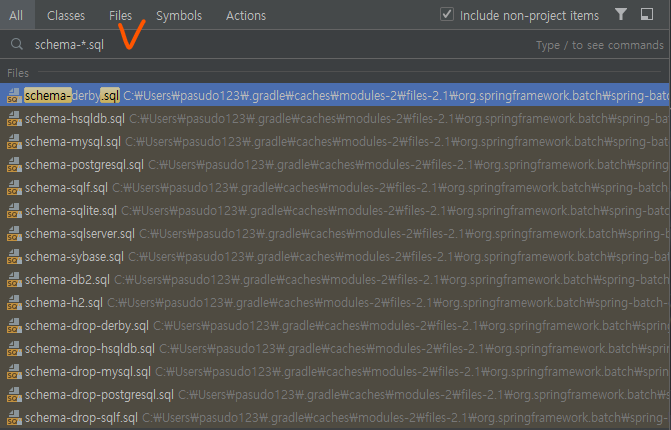 All Classes Files Symbols Actions Include non-project items
schema-*.sql Type / to see commands
Files
schema-derby.sql C:₩Users₩pasudo123₩.gradle₩caches₩modules-2₩files-2.1₩org.springframework.batch₩spring-batc
schema-hsqldb.sql C:₩Users₩pasudo123₩.gradle₩caches₩modules-2₩files-2.1₩org.springframework.batch₩spring-ba
schema-mysql.sql C:₩Users₩pasudo123₩.gradle₩caches₩modules-2₩files-2.1₩org.springframework.batch₩spring-bat
schema-postgresql.sql C:₩Users₩pasudo123₩.gradle₩caches₩modules-2₩files-2.1₩org.springframework.batch₩spring
schema-sqlf.sql C:₩Users₩pasudo123₩.gradle₩caches₩modules-2₩files-2.1₩org.springframework.batch₩spring-batch
schema-sqlite.sql C:₩Users₩pasudo123₩.gradle₩caches₩modules-2₩files-2.1₩org.springframework.batch₩spring-bat
schema-sqlserver.sql C:₩Users₩pasudo123₩.gradle₩caches₩modules-2₩files-2.1₩org.springframework.batch₩spring-
schema-sybase.sql C:₩Users₩pasudo123₩.gradle₩caches₩modules-2₩files-2.1₩org.springframework.batch₩spring-ba
schema-db2.sql C:₩Users₩pasudo123₩.gradle₩caches₩modules-2₩files-2.1₩org.springframework.batch₩spring-batch
schema-h2.sql C:₩Users₩pasudo123₩.gradle₩caches₩modules-2₩files-2.1₩org.springframework.batch₩spring-batch-
schema-drop-derby.sql C:₩Users₩pasudo123₩.gradle₩caches₩modules-2₩files-2.1₩org.springframework.batch₩sprin
schema-drop-hsqldb.sql C:₩Users₩pasudo123₩.gradle₩caches₩modules-2₩files-2.1₩org.springframework.batch₩spri
schema-drop-mysql.sql C:₩Users₩pasudo123₩.gradle₩caches₩modules-2₩files-2.1₩org.springframework.batch₩sprin
schema-drop-postgresql.sql C:₩Users₩pasudo123₩.gradle₩caches₩modules-2₩files-2.1₩org.springframework.batch₩
schema-drop-sqlf.sql C:₩Users₩pasudo123₩.gradle₩caches₩modules-2₩files-2.1₩org.springframework.batch₩spring-